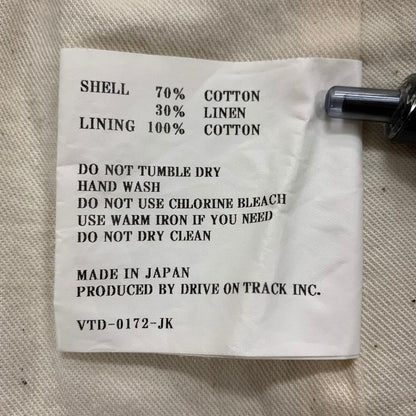 SHELL 70% COTTON
30% LINEN
LINING 100% COTTON
DO NOT TUMBLE DRY
HAND WASH
DO NOT USE CHLORINE BLEACH
USE WARM IRON IF YOU NEED
DO NOT DRY CLEAN
MADE IN JAPAN
PRODUCED BY DRIVE ON TRACK INC.
VTD-0172-JK